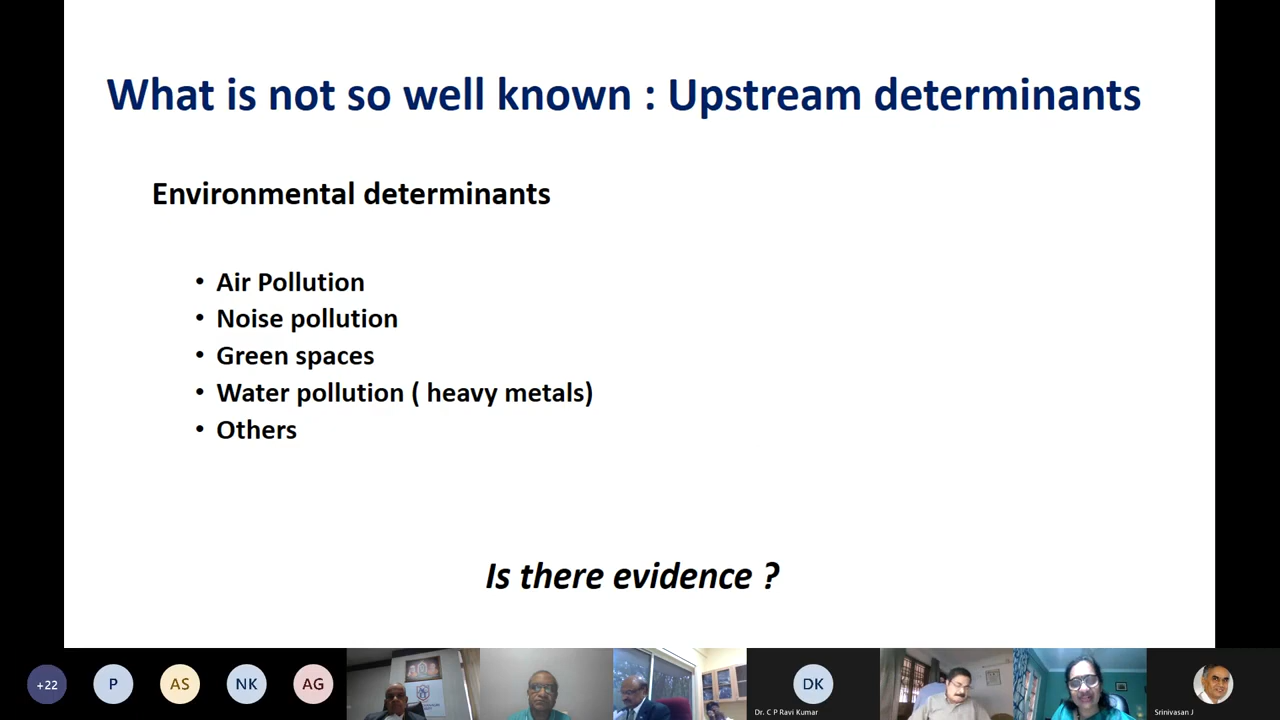 What is not so well known : Upstream determinants
Environmental determinants
• Air Pollution
• Noise pollution
• Green spaces
• Water pollution ( heavy metals)
• Others
Is there evidence ?
+22
P
AS
NK
AG
DK
Dr. C P Ravi Kumar
Srinivasan J